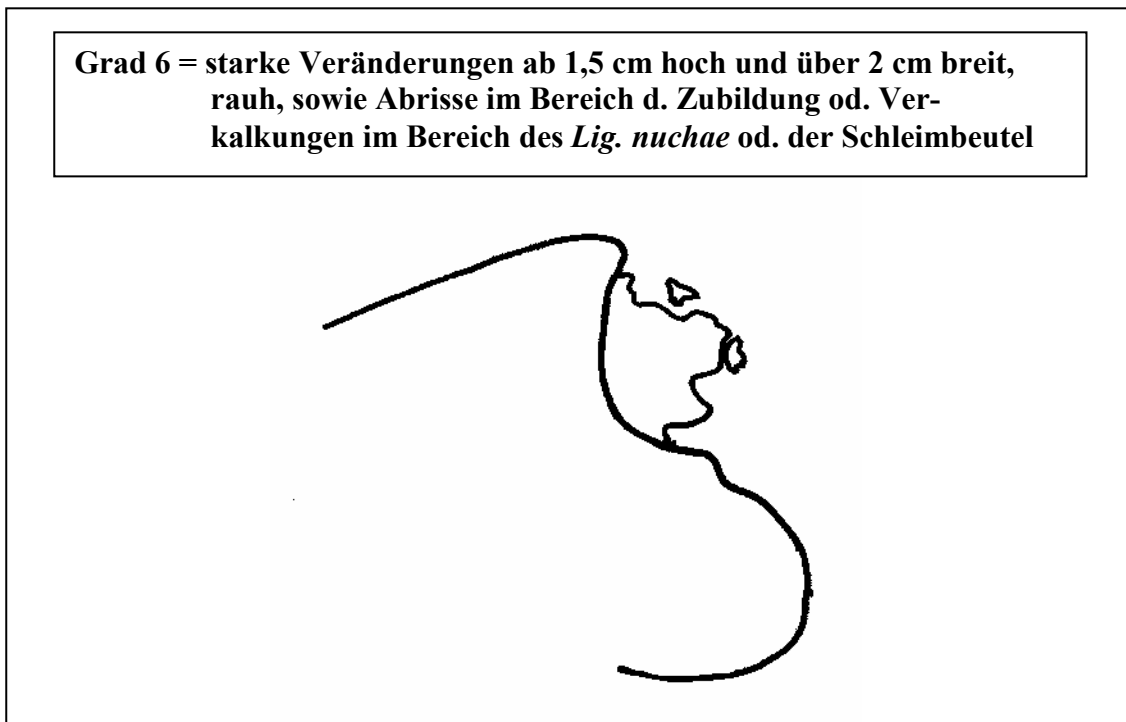 Grad 6 = starke Veränderungen ab 1,5 cm hoch und über 2 cm breit,
rauh, sowie Abrisse im Bereich d. Zubildung od. Ver-
kalkungen im Bereich des Lig. nuchae od. der Schleimbeutel